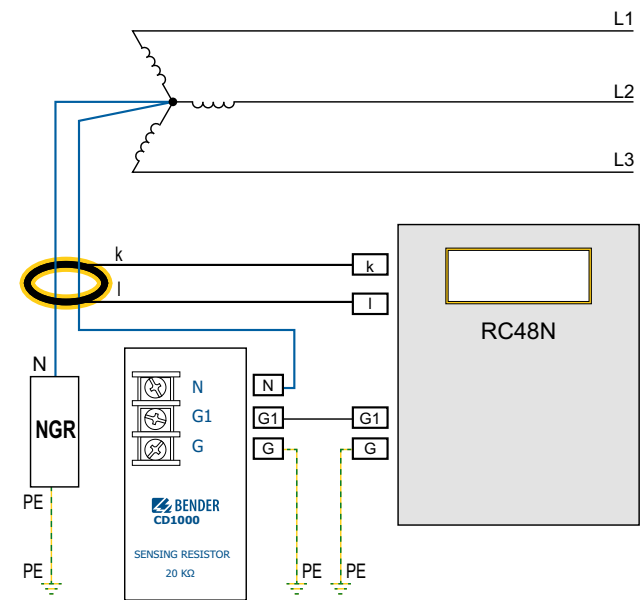 L1
L2
L3
k
k
l
l
RC48N
N
NGR
PE
PE
N
G1
G
N
G1
G
G1
G
BENDER
CD1000
SENSING RESISTOR
20 KΩ
PE
PE